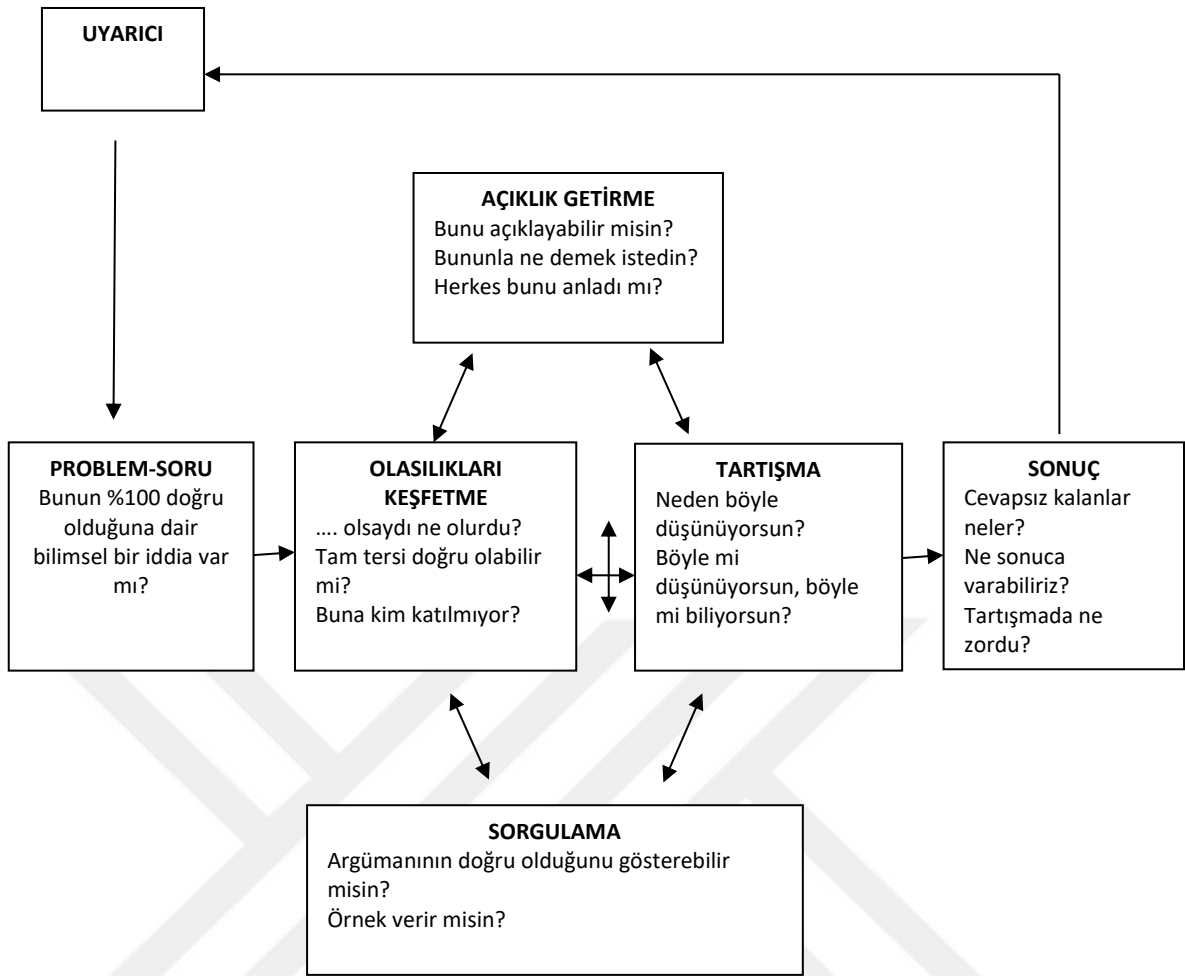 UYARICI
AÇIKLIK GETİRME
Bunu açıklayabilir misin?
Bununla ne demek istedin?
Herkes bunu anladı mı?
PROBLEM-SORU
Bunun %100 doğru
olduğuna dair
bilimsel bir iddia var
mı?
OLASILIKLARI
KEŞFETME
.... olsaydı ne olurdu?
Tam tersi doğru olabilir
mi?
Buna kim katılmıyor?
TARTIŞMA
Neden böyle
düşünüyorsun?
Böyle mi
düşünüyorsun, böyle
mi biliyorsun?
SONUÇ
Cevapsız kalanlar
neler?
Ne sonuca
varabiliriz?
Tartışmada ne
zordu?
SORGULAMA
Argümanının doğru olduğunu gösterebilir
misin?
Örnek verir misin?